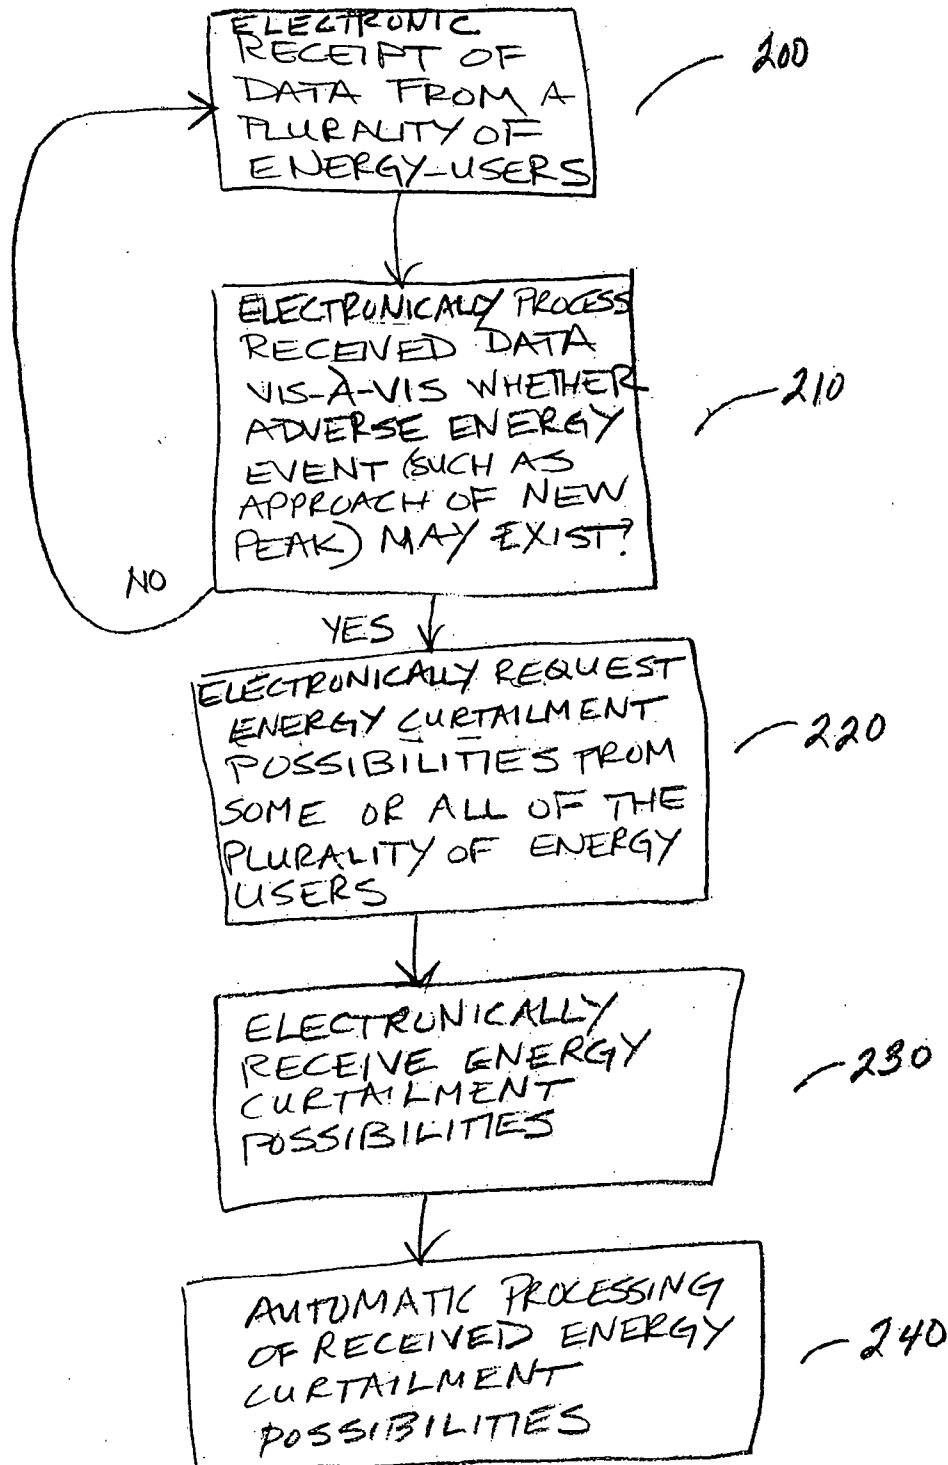 ELECTRONIC
RECEIPT OF
DATA FROM A
PLURALITY OF
ENERGY-USERS
200
ELECTRONICALLY PROCESS
RECEIVED DATA
VIS-À-VIS WHETHER
ADVERSE ENERGY
EVENT (SUCH AS
APPROACH OF NEW
PEAK) MAY EXIST?
210
NO
YES
ELECTRONICALLY REQUEST
ENERGY CURTAILMENT
POSSIBILITIES FROM
SOME OR ALL OF THE
PLURALITY OF ENERGY
USERS
220
ELECTRONICALLY
RECEIVE ENERGY
CURTAILMENT
POSSIBILITIES
230
AUTOMATIC PROCESSING
OF RECEIVED ENERGY
CURTAILMENT
POSSIBILITIES
240